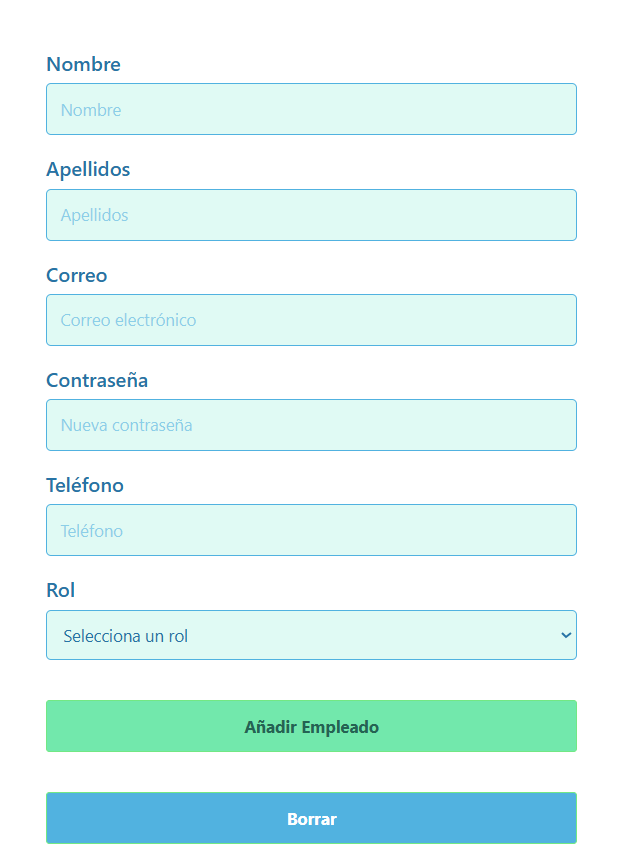 Nombre
Nombre
Apellidos
Apellidos
Correo
Correo electrónico
Contraseña
Nueva contraseña
Teléfono
Teléfono
Rol
Selecciona un rol
Añadir Empleado
Borrar